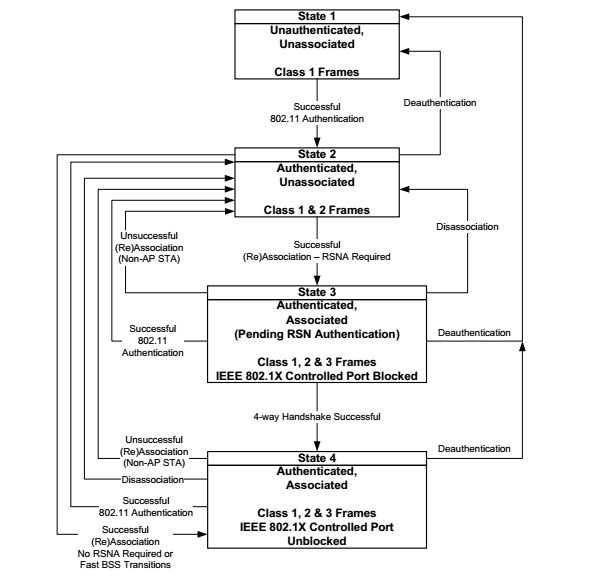 State 1
Unauthenticated,
Unassociated
Class 1 Frames
Successful
802.11 Authentication
Deauthentication
State 2
Authenticated,
Unassociated
Class 1 & 2 Frames
Unsuccessful
(Re)Association
(Non-AP STA)
Successful
(Re)Association – RSNA Required
Disassociation
State 3
Authenticated,
Associated
(Pending RSN Authentication)
Class 1, 2 & 3 Frames
IEEE 802.1X Controlled Port Blocked
Successful
802.11
Authentication
Deauthentication
4-way Handshake Successful
Unsuccessful
(Re)Association
(Non-AP STA)
Disassociation
Successful
802.11 Authentication
Successful
(Re)Association
No RSNA Required or
Fast BSS Transitions
State 4
Authenticated,
Associated
Class 1, 2 & 3 Frames
IEEE 802.1X Controlled Port
Unblocked
Deauthentication